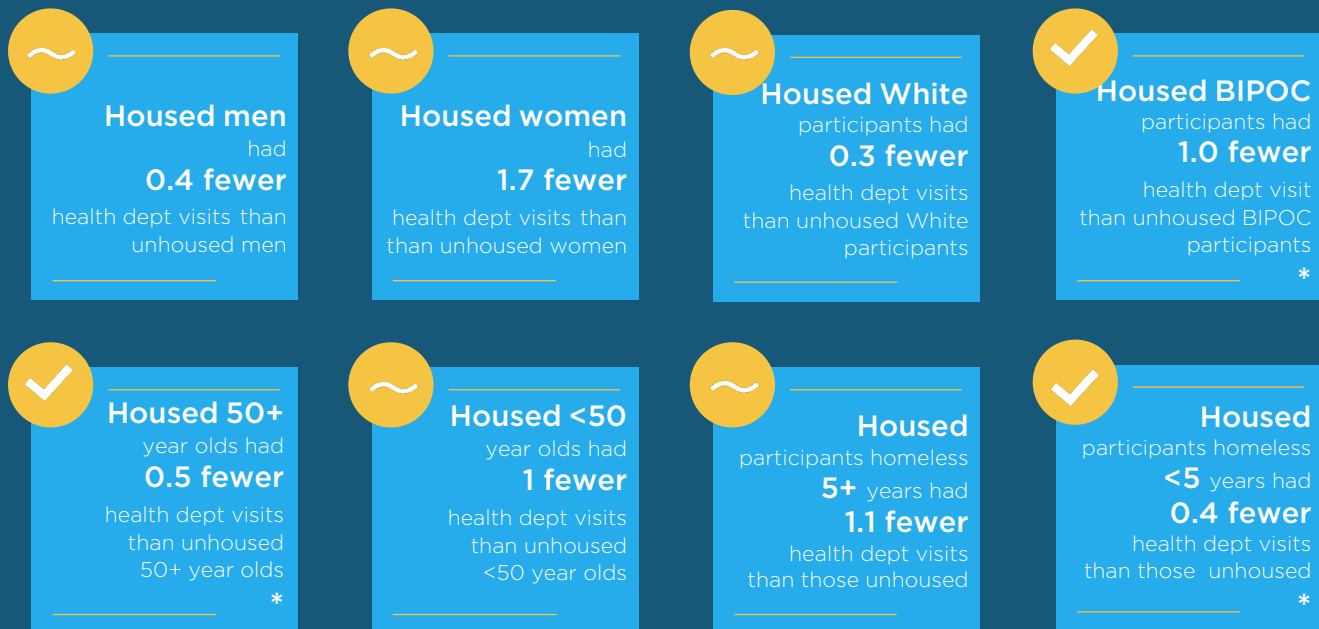 Housed men
had
0.4 fewer
health dept visits than
unhoused men
Housed women
had
1.7 fewer
health dept visits than
than unhoused women
Housed White
participants had
0.3 fewer
health dept visits
than unhoused White
participants
Housed BIPOC
participants had
1.0 fewer
health dept visit
than unhoused BIPOC
participants
*
Housed 50+
year olds had
0.5 fewer
health dept visits
than unhoused
50+ year olds
*
Housed <50
year olds had
1 fewer
health dept visits
than unhoused
<50 year olds
Housed
participants homeless
5+ years had
1.1 fewer
health dept visits
than those unhoused
Housed
participants homeless
<5 years had
0.4 fewer
health dept visits
than those unhoused
*